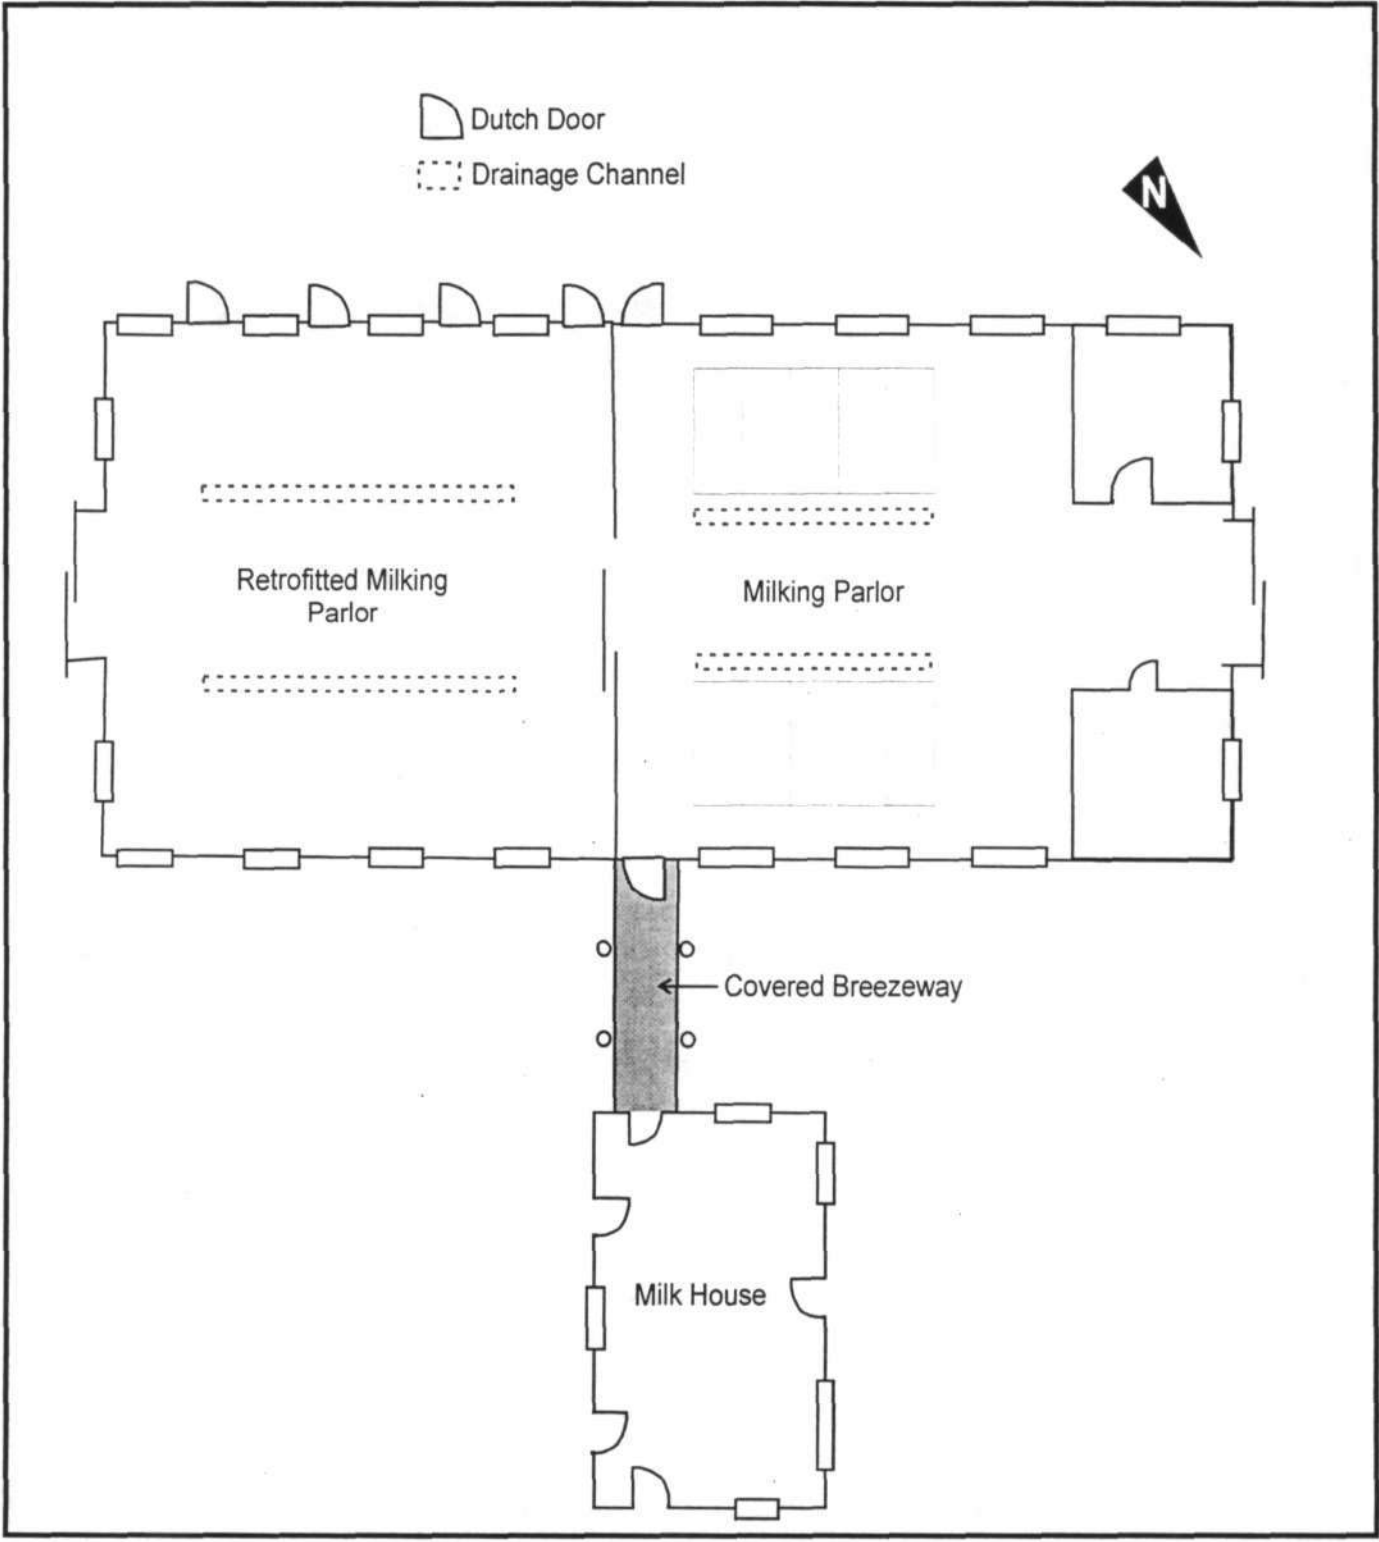 Dutch Door
Drainage Channel
N
Retrofitted Milking
Parlor
Milking Parlor
Covered Breezeway
Milk House